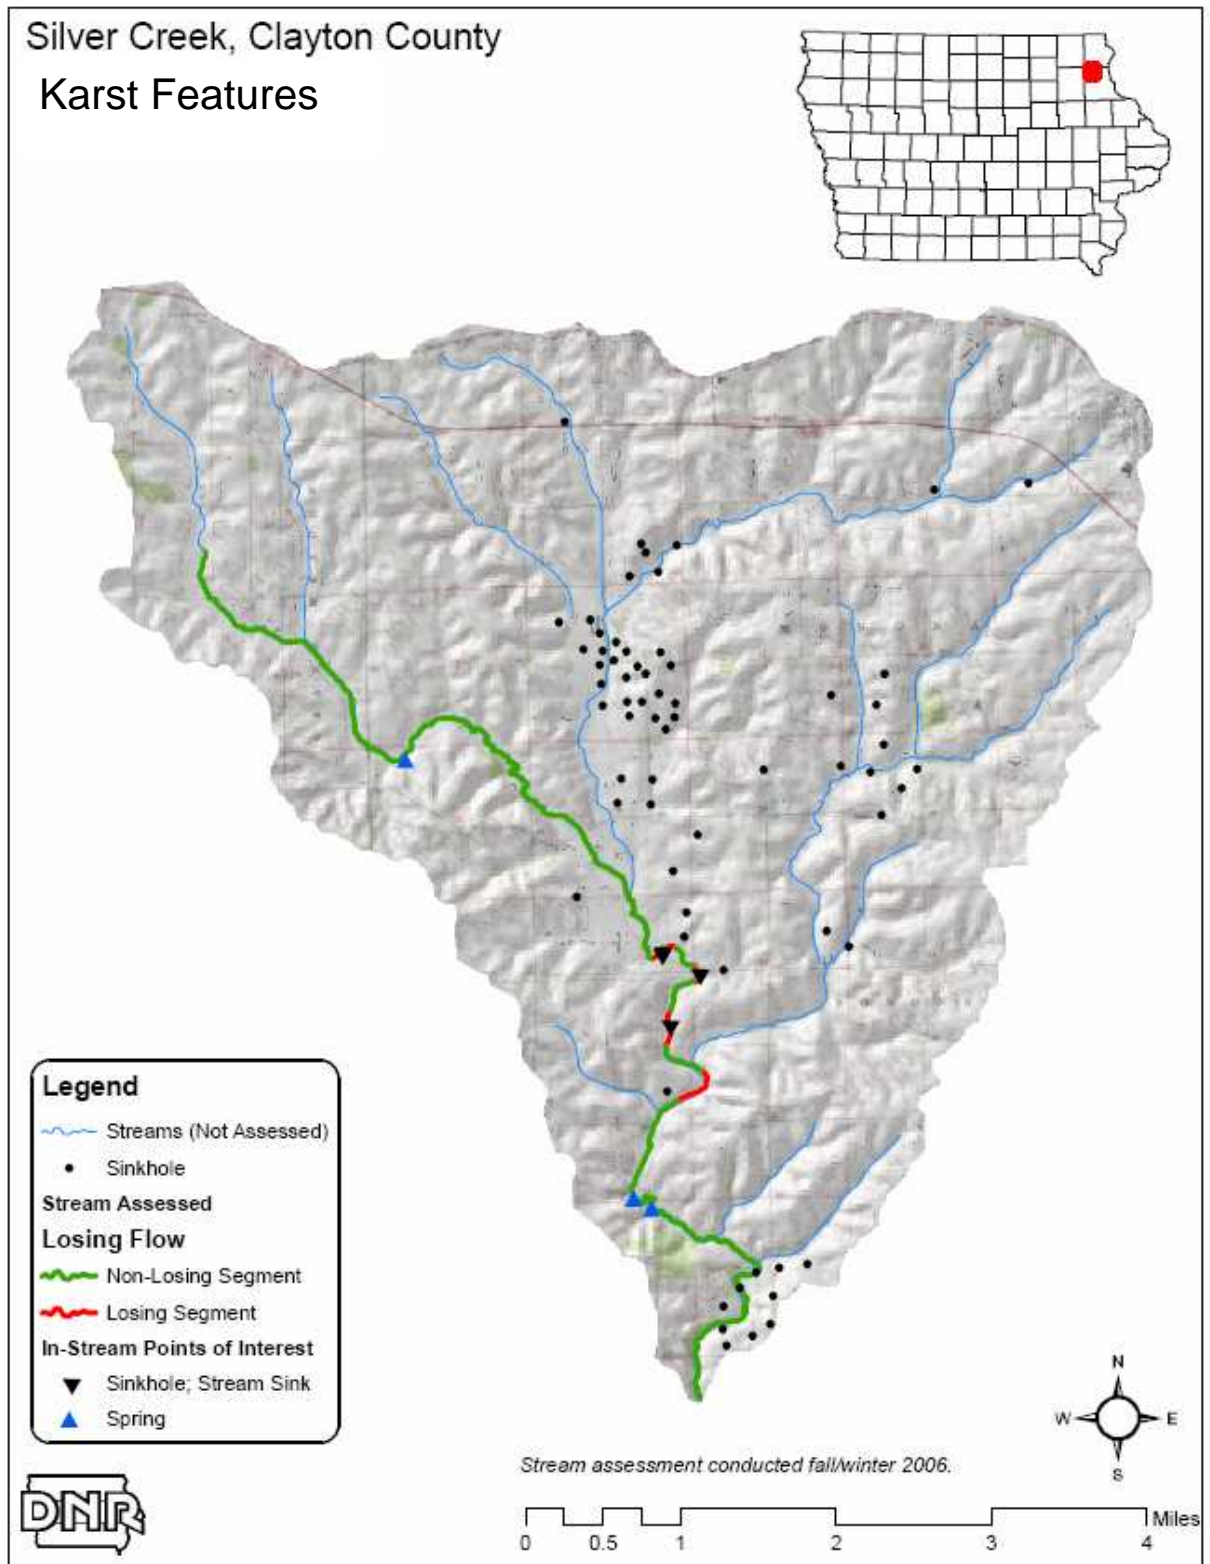 Silver Creek, Clayton County
Karst Features
Legend
Streams (Not Assessed)
Sinkhole
Stream Assessed
Losing Flow
Non-Losing Segment
Losing Segment
In-Stream Points of Interest
Sinkhole; Stream Sink
Spring
N
W E
S
Stream assessment conducted fall/winter 2006.
DNR
Miles
0 0.5 1 2 3 4